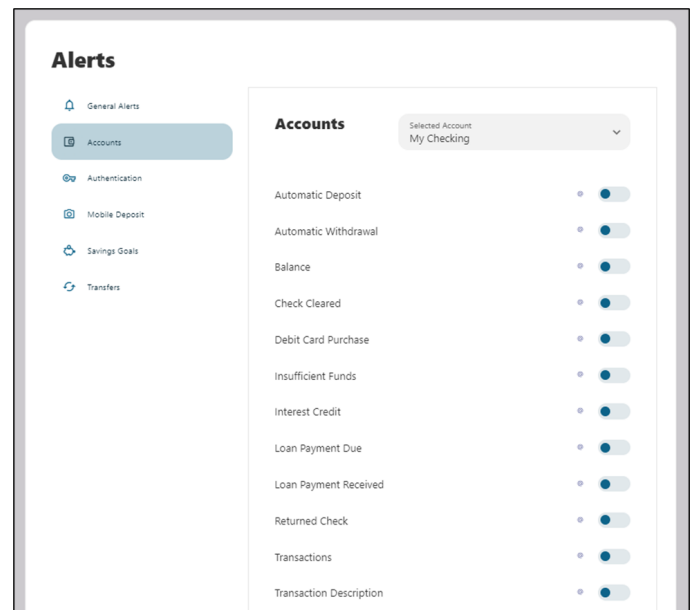 Alerts
General Alerts
Accounts
Authentication
Mobile Deposit
Savings Goals
Transfers
Accounts
Selected Account
My Checking
Automatic Deposit
Automatic Withdrawal
Balance
Check Cleared
Debit Card Purchase
Insufficient Funds
Interest Credit
Loan Payment Due
Loan Payment Received
Returned Check
Transactions
Transaction Description